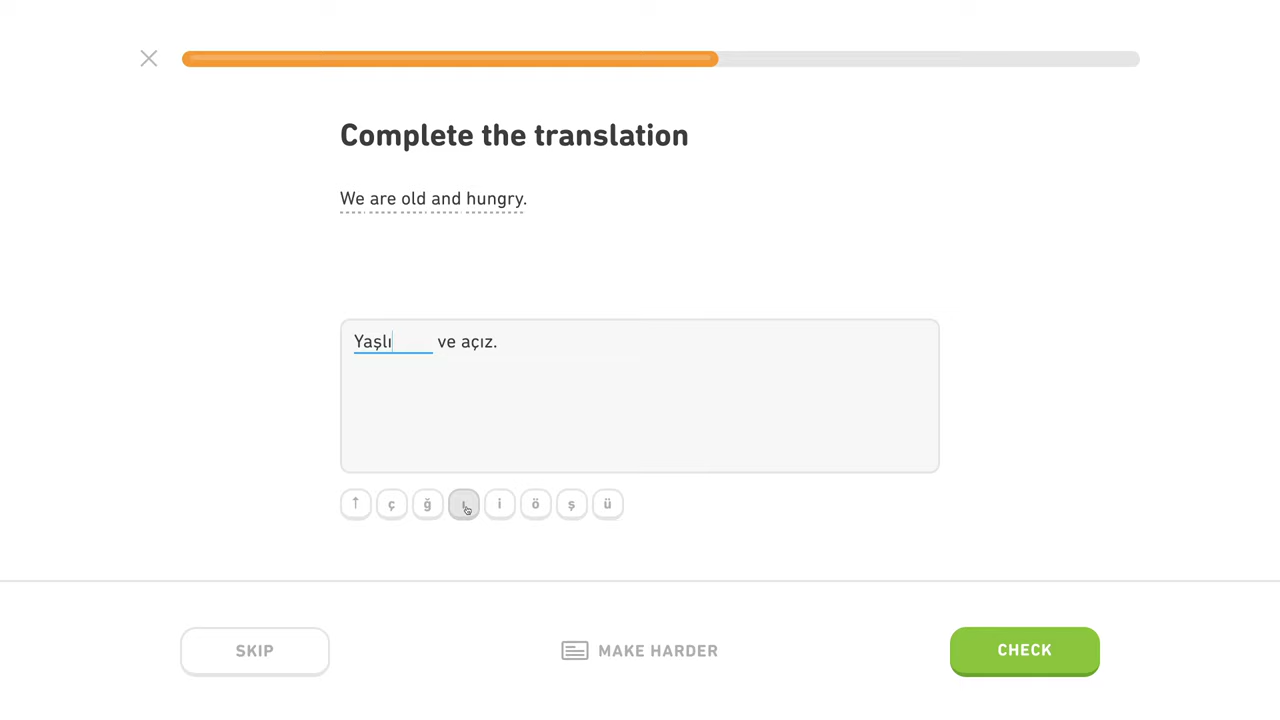 Complete the translation
We are old and hungry.
Yaşlı ve açız.
↑ ç ğ ı i ö ş ü
SKIP
MAKE HARDER
CHECK